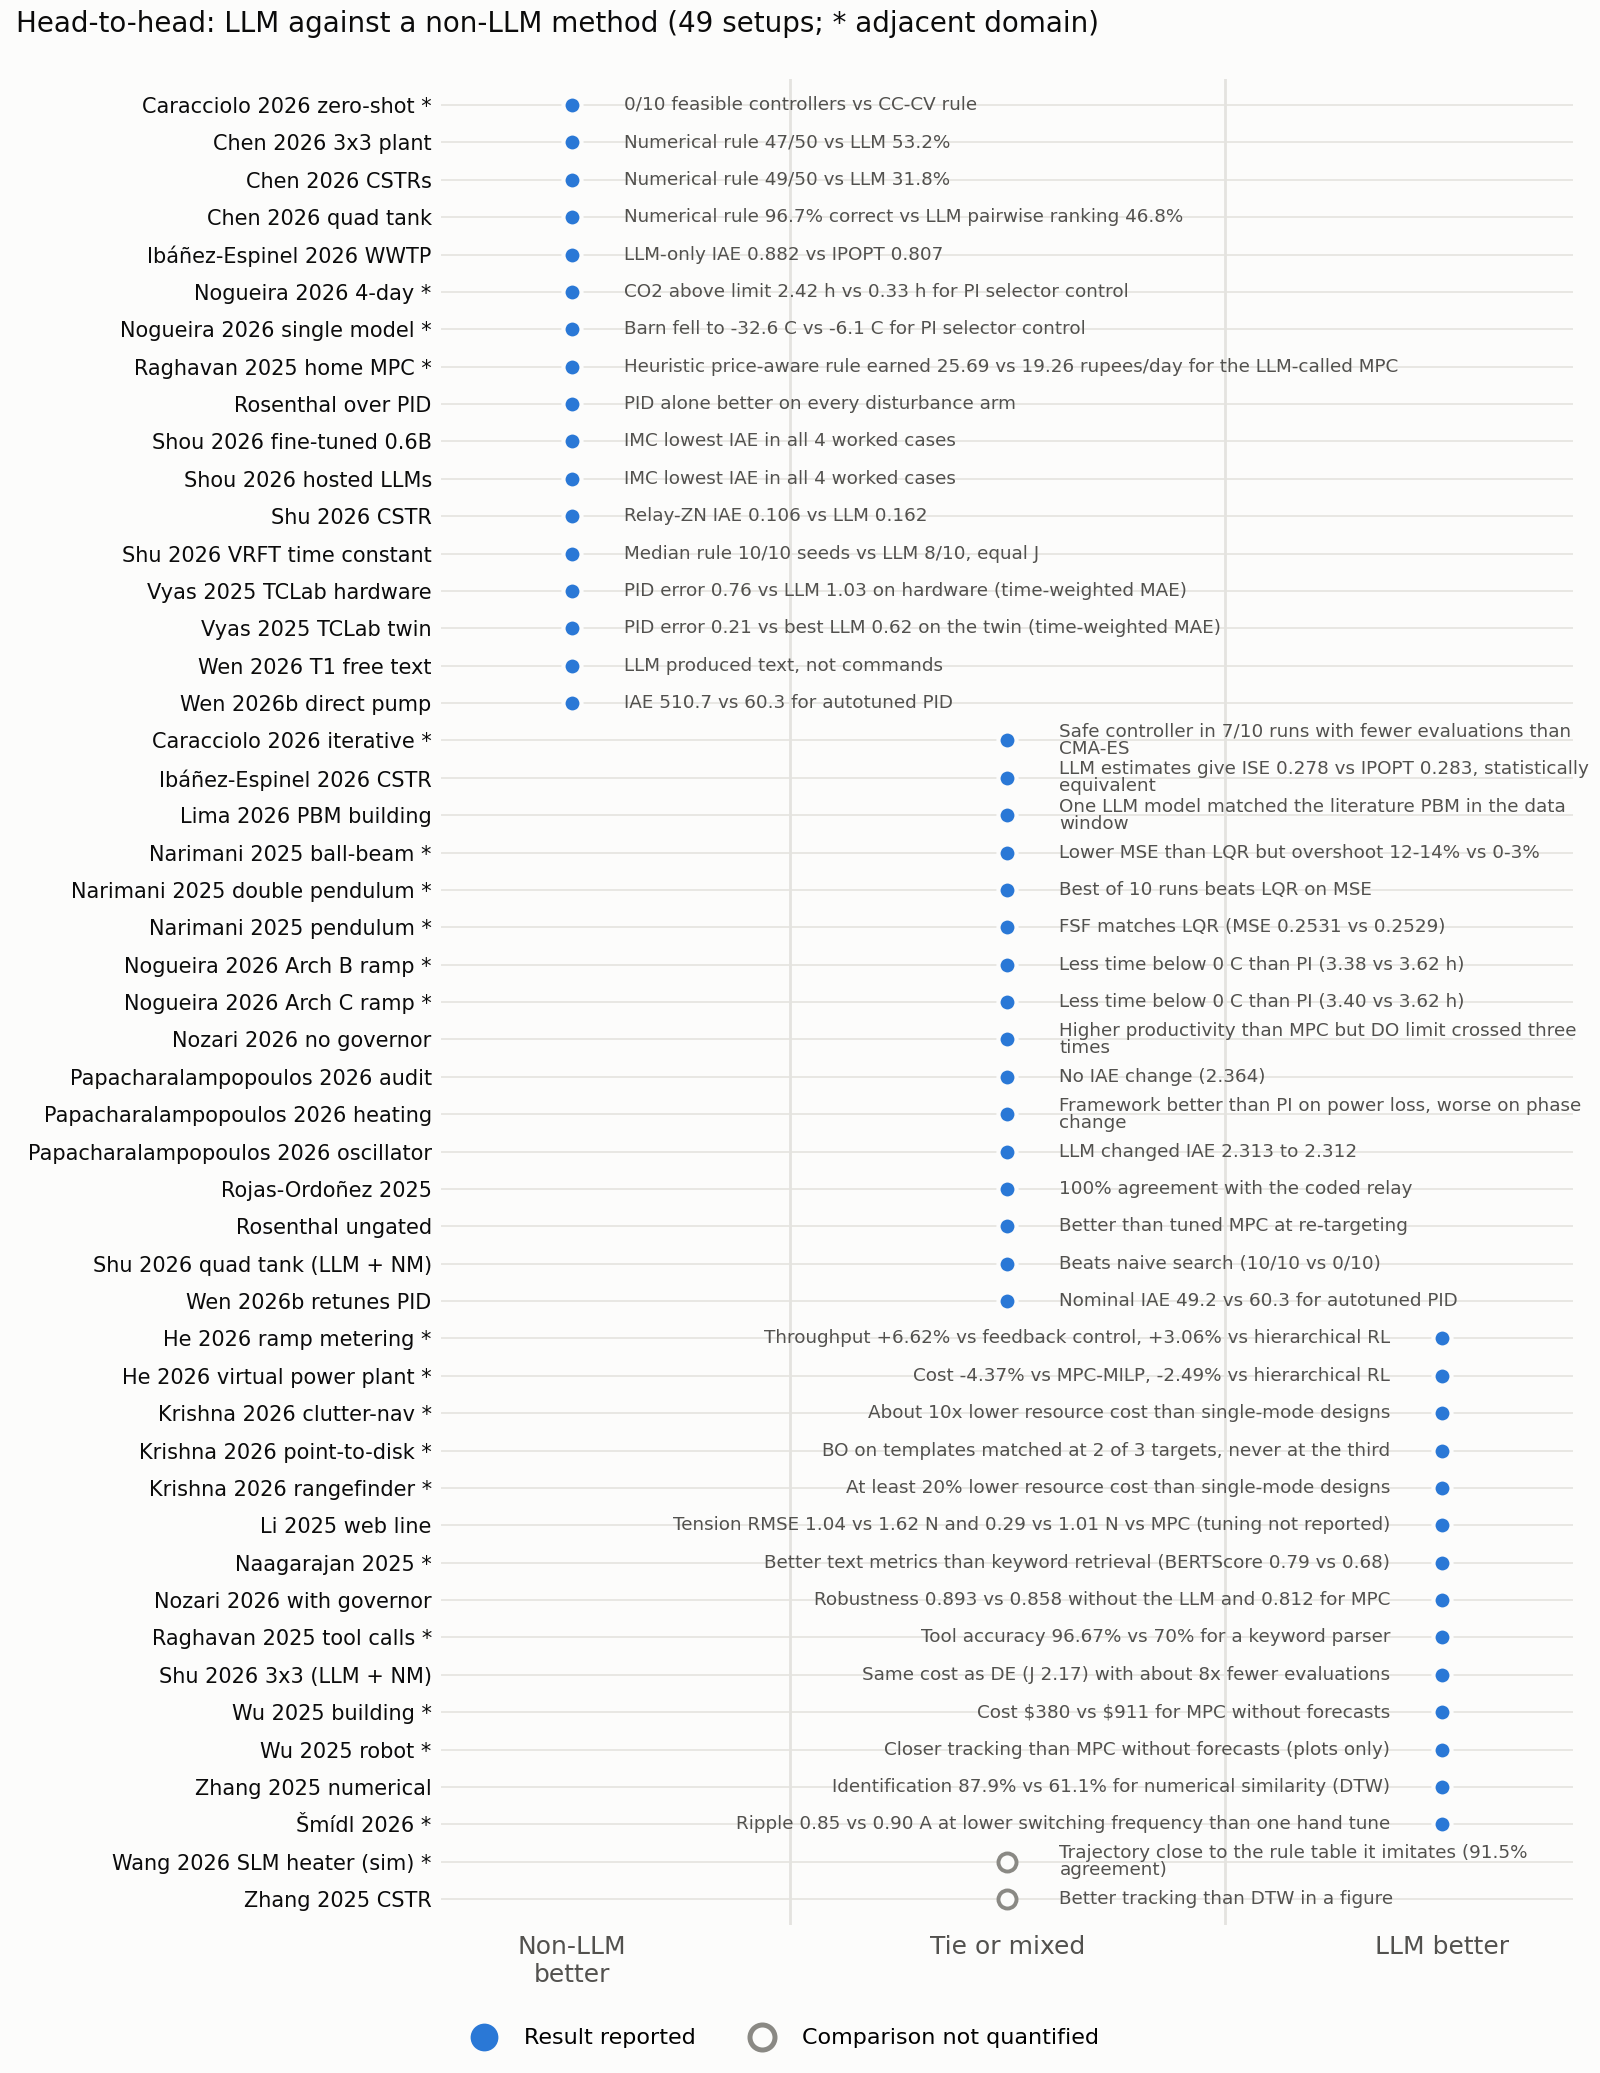 Head-to-head: LLM against a non-LLM method (49 setups; * adjacent domain)
Caracciolo 2026 zero-shot * 0/10 feasible controllers vs CC-CV rule
Chen 2026 3x3 plant Numerical rule 47/50 vs LLM 53.2%
Chen 2026 CSTRs Numerical rule 49/50 vs LLM 31.8%
Chen 2026 quad tank Numerical rule 96.7% correct vs LLM pairwise ranking 46.8%
Ibáñez-Espinel 2026 WWTP LLM-only IAE 0.882 vs IPOPT 0.807
Nogueira 2026 4-day * CO2 above limit 2.42 h vs 0.33 h for PI selector control
Nogueira 2026 single model * Barn fell to -32.6 C vs -6.1 C for PI selector control
Raghavan 2025 home MPC * Heuristic price-aware rule earned 25.69 vs 19.26 rupees/day for the LLM-called MPC
Rosenthal over PID PID alone better on every disturbance arm
Shou 2026 fine-tuned 0.6B IMC lowest IAE in all 4 worked cases
Shou 2026 hosted LLMs IMC lowest IAE in all 4 worked cases
Shu 2026 CSTR Relay-ZN IAE 0.106 vs LLM 0.162
Shu 2026 VRFT time constant Median rule 10/10 seeds vs LLM 8/10, equal J
Vyas 2025 TCLab hardware PID error 0.76 vs LLM 1.03 on hardware (time-weighted MAE)
Vyas 2025 TCLab twin PID error 0.21 vs best LLM 0.62 on the twin (time-weighted MAE)
Wen 2026 T1 free text LLM produced text, not commands
Wen 2026b direct pump IAE 510.7 vs 60.3 for autotuned PID
Caracciolo 2026 iterative * Safe controller in 7/10 runs with fewer evaluations than
CMA-ES
Ibáñez-Espinel 2026 CSTR LLM estimates give ISE 0.278 vs IPOPT 0.283, statistically
equivalent
Lima 2026 PBM building One LLM model matched the literature PBM in the data
window
Narimani 2025 ball-beam * Lower MSE than LQR but overshoot 12-14% vs 0-3%
Narimani 2025 double pendulum * Best of 10 runs beats LQR on MSE
Narimani 2025 pendulum * FSF matches LQR (MSE 0.2531 vs 0.2529)
Nogueira 2026 Arch B ramp * Less time below 0 C than PI (3.38 vs 3.62 h)
Nogueira 2026 Arch C ramp * Less time below 0 C than PI (3.40 vs 3.62 h)
Nozari 2026 no governor Higher productivity than MPC but DO limit crossed three
times
Papacharalampopoulos 2026 audit No IAE change (2.364)
Papacharalampopoulos 2026 heating Framework better than PI on power loss, worse on phase
change
Papacharalampopoulos 2026 oscillator LLM changed IAE 2.313 to 2.312
Rojas-Ordoñez 2025 100% agreement with the coded relay
Rosenthal ungated Better than tuned MPC at re-targeting
Shu 2026 quad tank (LLM + NM) Beats naive search (10/10 vs 0/10)
Wen 2026b retunes PID Nominal IAE 49.2 vs 60.3 for autotuned PID
He 2026 ramp metering * Throughput +6.62% vs feedback control, +3.06% vs hierarchical RL
He 2026 virtual power plant * Cost -4.37% vs MPC-MILP, -2.49% vs hierarchical RL
Krishna 2026 clutter-nav * About 10x lower resource cost than single-mode designs
Krishna 2026 point-to-disk * BO on templates matched at 2 of 3 targets, never at the third
Krishna 2026 rangefinder * At least 20% lower resource cost than single-mode designs
Li 2025 web line Tension RMSE 1.04 vs 1.62 N and 0.29 vs 1.01 N vs MPC (tuning not reported)
Naagarajan 2025 * Better text metrics than keyword retrieval (BERTScore 0.79 vs 0.68)
Nozari 2026 with governor Robustness 0.893 vs 0.858 without the LLM and 0.812 for MPC
Raghavan 2025 tool calls * Tool accuracy 96.67% vs 70% for a keyword parser
Shu 2026 3x3 (LLM + NM) Same cost as DE (J 2.17) with about 8x fewer evaluations
Wu 2025 building * Cost $380 vs $911 for MPC without forecasts
Wu 2025 robot * Closer tracking than MPC without forecasts (plots only)
Zhang 2025 numerical Identification 87.9% vs 61.1% for numerical similarity (DTW)
Šmídl 2026 * Ripple 0.85 vs 0.90 A at lower switching frequency than one hand tune
Wang 2026 SLM heater (sim) * Trajectory close to the rule table it imitates (91.5%
agreement)
Zhang 2025 CSTR Better tracking than DTW in a figure
Non-LLM
better
Tie or mixed
LLM better
Result reported
Comparison not quantified